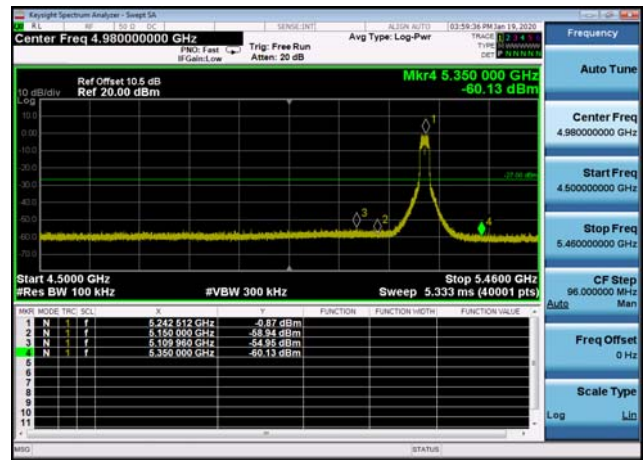 Keysight Spectrum Analyzer - Swept SA
RL RF 50 Ω DC SENSE:INT ALIGN AUTO 03:59:36 PM Jan 19, 2020
Center Freq 4.980000000 GHz
PNO: Fast
IFGain:Low
Trig: Free Run
Atten: 20 dB
Avg Type: Log-Pwr
TRACE 1 2 3 4 5 6
TYPE M WWWWW
DET P N N N N N
Frequency
Auto Tune
Ref Offset 10.5 dB
10 dB/div Ref 20.00 dBm
Log
Mkr4 5.350 000 GHz
-60.13 dBm
10.0
0.00
-10.0
-20.0
-30.0
-40.0
-50.0
-60.0
-70.0
-27.00 dBm
1
3
2
4
Start 4.5000 GHz
Stop 5.4600 GHz
#Res BW 100 kHz
#VBW 300 kHz
Sweep 5.333 ms (40001 pts)
MKR MODE TRC SCL X Y FUNCTION FUNCTION WIDTH FUNCTION VALUE
1 N 1 f 5.242 512 GHz -0.87 dBm
2 N 1 f 5.150 000 GHz -58.94 dBm
3 N 1 f 5.109 960 GHz -54.95 dBm
4 N 1 f 5.350 000 GHz -60.13 dBm
5
6
7
8
9
10
11
Center Freq
4.980000000 GHz
Start Freq
4.500000000 GHz
Stop Freq
5.460000000 GHz
CF Step
96.000000 MHz
Auto Man
Freq Offset
0 Hz
Scale Type
Log Lin
MSG
STATUS